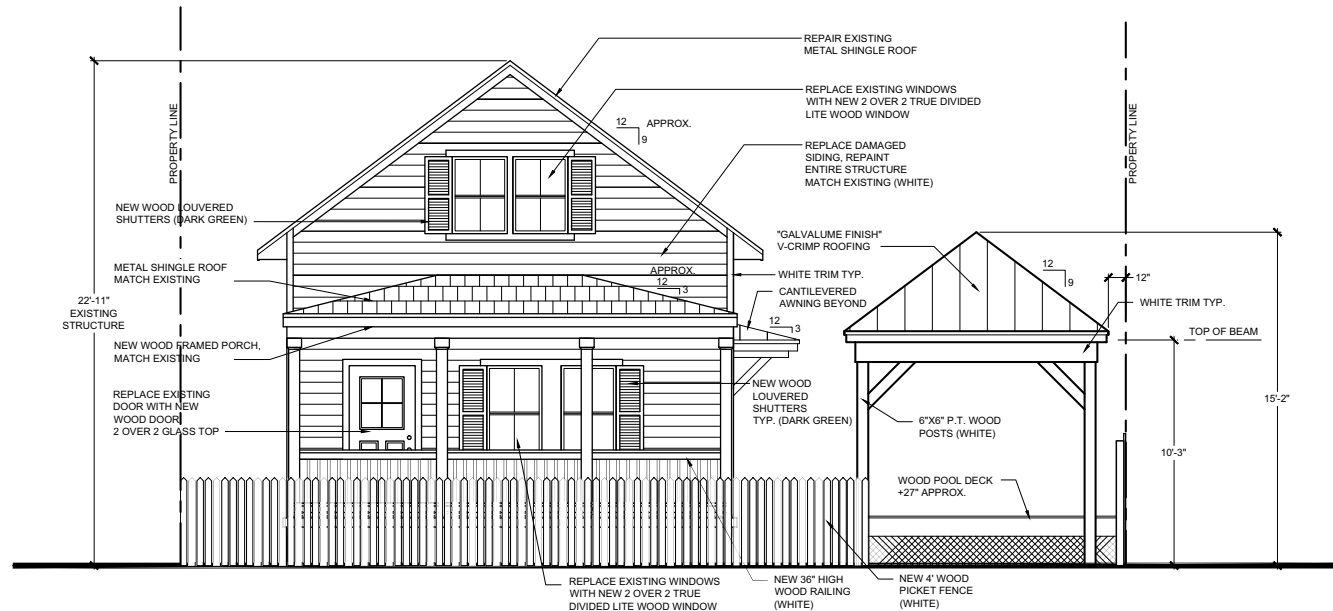 REPAIR EXISTING
METAL SHINGLE ROOF
REPLACE EXISTING WINDOWS
WITH NEW 2 OVER 2 TRUE DIVIDED
LITE WOOD WINDOW
12
APPROX.
9
REPLACE DAMAGED
SIDING, REPAINT
ENTIRE STRUCTURE
MATCH EXISTING (WHITE)
PROPERTY LINE
PROPERTY LINE
NEW WOOD LOUVERED
SHUTTERS (DARK GREEN)
"GALVALUME FINISH"
V-CRIMP ROOFING
METAL SHINGLE ROOF
MATCH EXISTING
APPROX.
12
3
WHITE TRIM TYP.
CANTILEVERED
AWNING BEYOND
12
3
12
9
12"
WHITE TRIM TYP.
22'-11"
EXISTING
STRUCTURE
TOP OF BEAM
NEW WOOD FRAMED PORCH,
MATCH EXISTING
REPLACE EXISTING
DOOR WITH NEW
WOOD DOOR
2 OVER 2 GLASS TOP
NEW WOOD
LOUVERED
SHUTTERS
TYP. (DARK GREEN)
6"X6" P.T. WOOD
POSTS (WHITE)
15'-2"
10'-3"
WOOD POOL DECK
+27" APPROX.
REPLACE EXISTING WINDOWS
WITH NEW 2 OVER 2 TRUE
DIVIDED LITE WOOD WINDOW
NEW 36" HIGH
WOOD RAILING
(WHITE)
NEW 4' WOOD
PICKET FENCE
(WHITE)